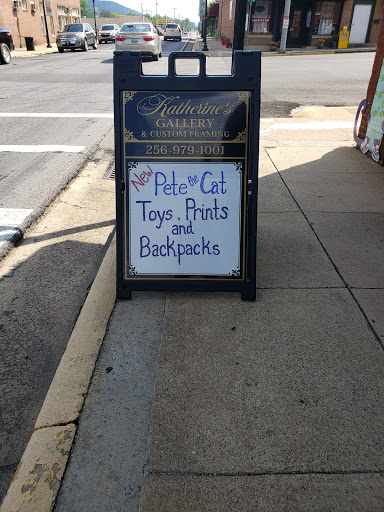 Katherine's
GALLERY
& CUSTOM FRAMING
256-979-1001
New Pete the Cat
Toys, Prints
and
Backpacks